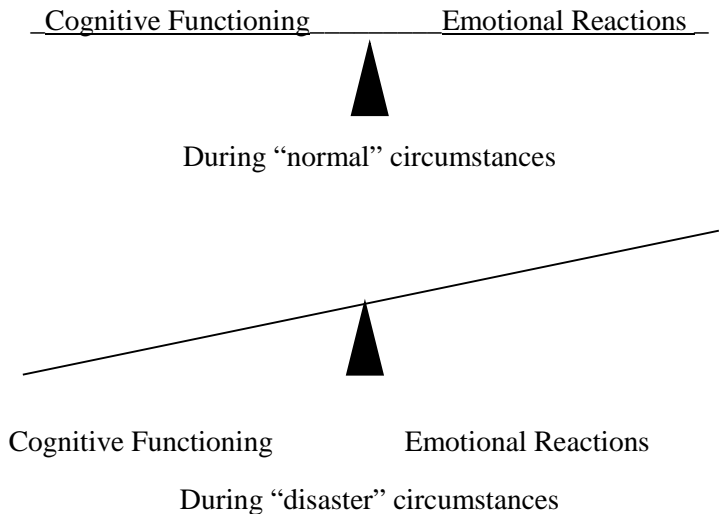 Cognitive Functioning Emotional Reactions
During “normal” circumstances
Cognitive Functioning Emotional Reactions
During “disaster” circumstances